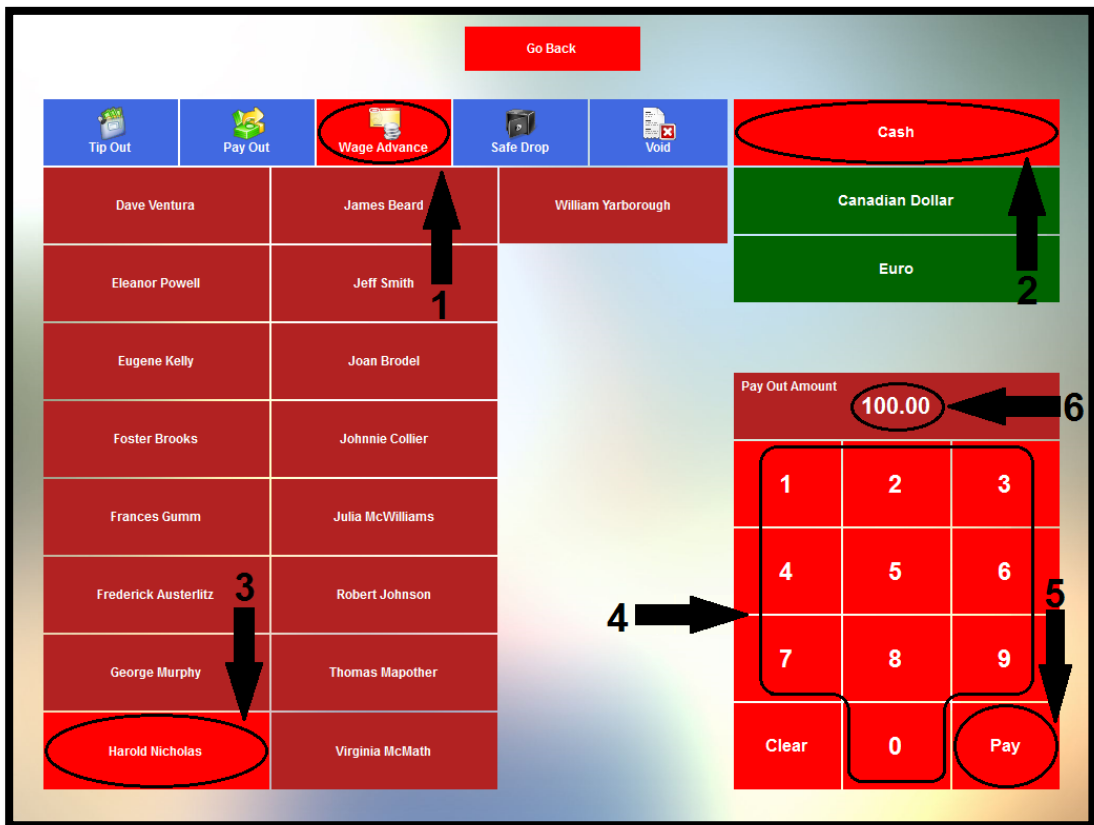 Go Back
Tip Out
Pay Out
Wage Advance
Safe Drop
Void
Cash
Dave Ventura
James Beard
William Yarborough
Canadian Dollar
Eleanor Powell
Jeff Smith
Euro
1
2
Eugene Kelly
Joan Brodel
Pay Out Amount
100.00
6
Foster Brooks
Johnnie Collier
1 2 3
Frances Gumm
Julia McWilliams
4 5 6
3
Frederick Austerlitz
Robert Johnson
5
4
7 8 9
George Murphy
Thomas Mapother
Harold Nicholas
Virginia McMath
Clear 0 Pay